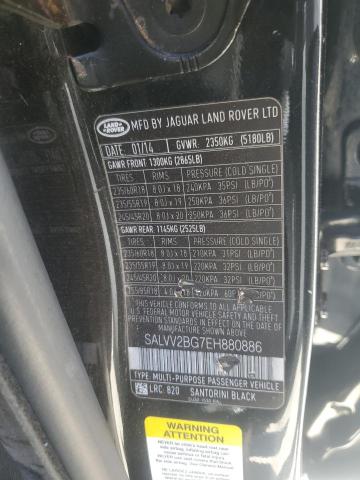 LAND ROVER
MFD BY JAGUAR LAND ROVER LTD
DATE: 01/14 GVWR. 2350KG (5180LB)
GAWR FRONT 1300KG (2865LB)
TIRES RIMS PRESSURE (COLD SINGLE)
235/60R18 8.0J x 18 240KPA 35PSI (LB/PO²)
235/55R19 8.0J x 19 250KPA 36PSI (LB/PO²)
245/45R20 8.0J x 20 250KPA 36PSI (LB/PO²)
GAWR REAR 1145KG (2525LB)
TIRES RIMS PRESSURE (COLD SINGLE)
235/60R18 8.0J x 18 210KPA 31PSI (LB/PO²)
235/55R19 8.0J x 19 220KPA 32PSI (LB/PO²)
245/45R20 20 220KPA 32PSI (LB/PO²)
(LB/PO²)
THIS VEHICLE CONFORMS TO ALL APPLICABLE
U.S. FEDERAL MOTOR VEHICLE SAFETY AND
THEFT PREVENTION STANDARDS
IN EFFECT ON THE DATE OF MANUFACTURE
SHOWN ABOVE
SALVV2BG7EH880886
TYPE: MULTI-PURPOSE PASSENGER VEHICLE
LRC: 820 SANTORINI BLACK